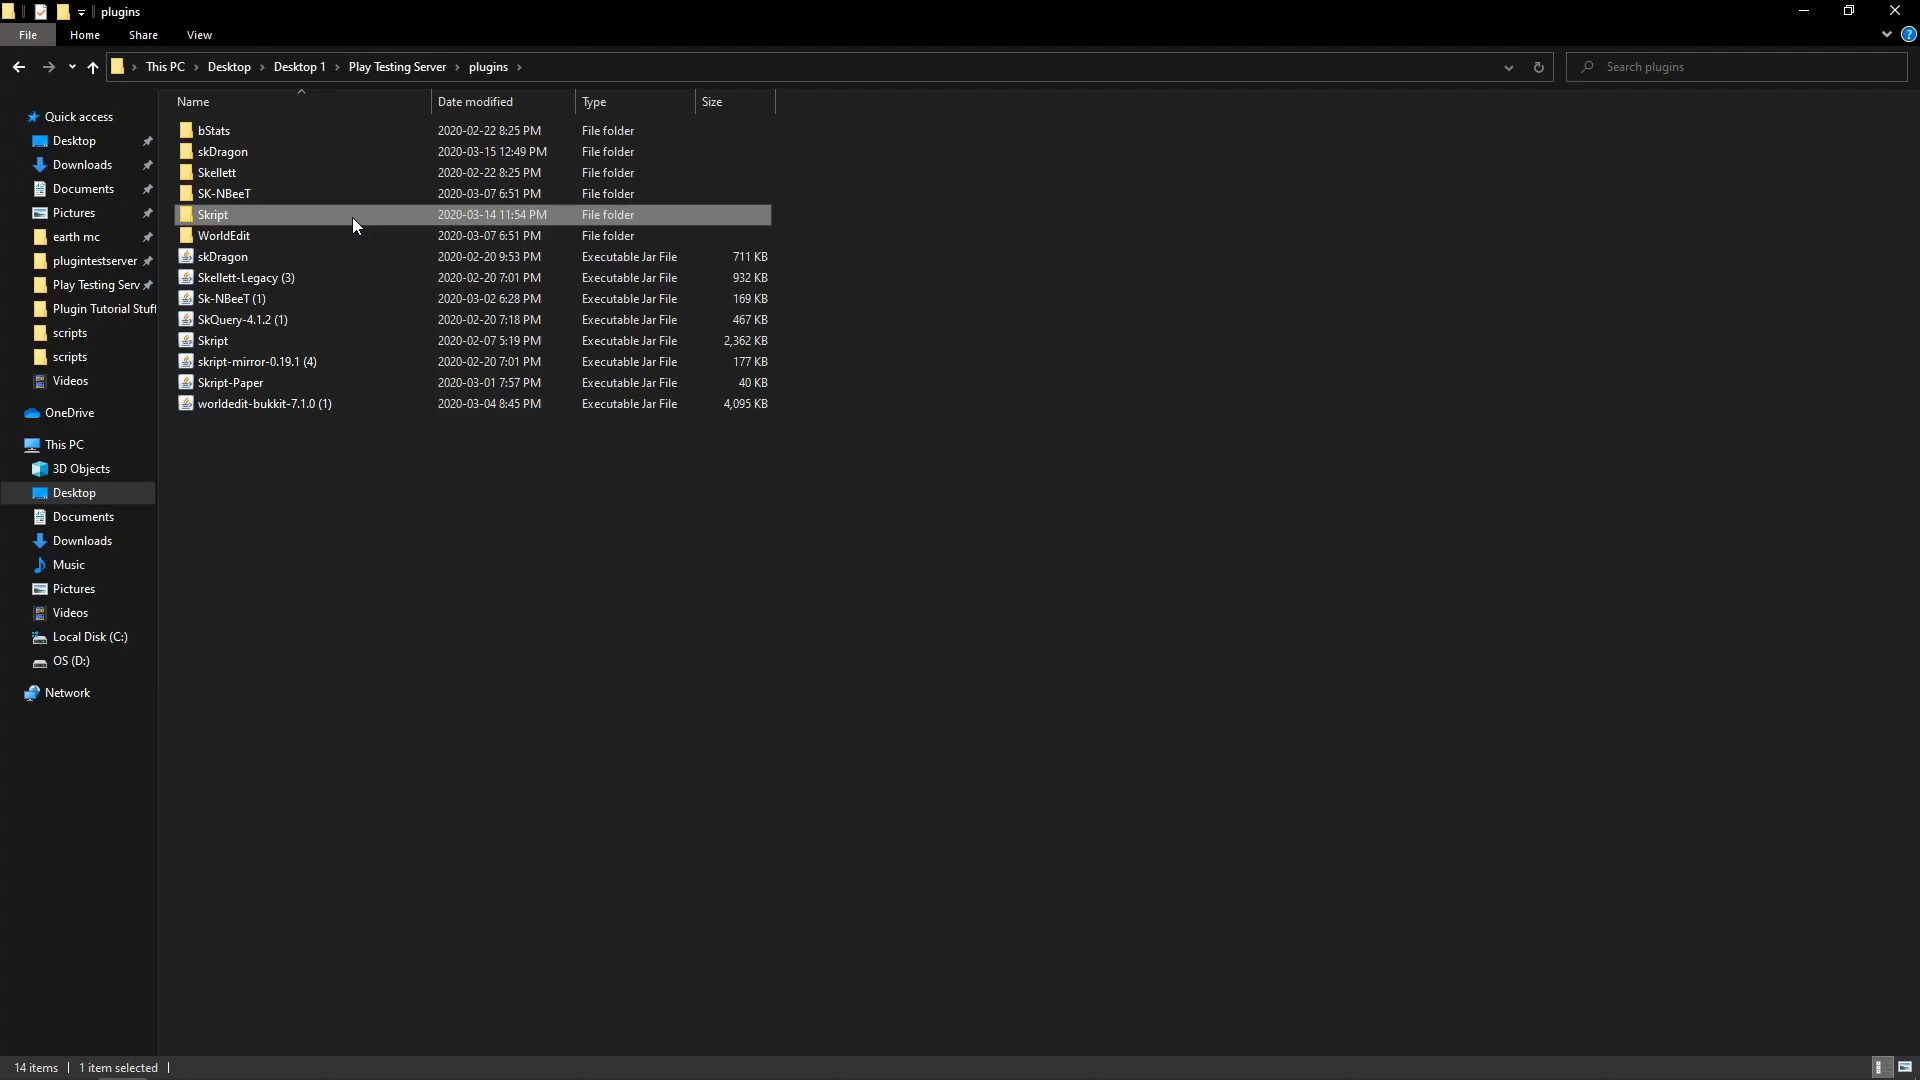 plugins
File Home Share View
This PC Desktop Desktop 1 Play Testing Server plugins Search plugins
Name Date modified Type Size
Quick access
Desktop
Downloads
Documents
Pictures
earth mc
plugintestserver
Play Testing Serv
Plugin Tutorial Stuff
scripts
scripts
Videos
OneDrive
This PC
3D Objects
Desktop
Documents
Downloads
Music
Pictures
Videos
Local Disk (C:)
OS (D:)
Network
bStats 2020-02-22 8:25 PM File folder
skDragon 2020-03-15 12:49 PM File folder
Skellett 2020-02-22 8:25 PM File folder
SK-NBeeT 2020-03-07 6:51 PM File folder
Skript 2020-03-14 11:54 PM File folder
WorldEdit 2020-03-07 6:51 PM File folder
skDragon 2020-02-20 9:53 PM Executable Jar File 711 KB
Skellett-Legacy (3) 2020-02-20 7:01 PM Executable Jar File 932 KB
Sk-NBeeT (1) 2020-03-02 6:28 PM Executable Jar File 169 KB
SkQuery-4.1.2 (1) 2020-02-20 7:18 PM Executable Jar File 467 KB
Skript 2020-02-07 5:19 PM Executable Jar File 2,362 KB
skript-mirror-0.19.1 (4) 2020-02-20 7:01 PM Executable Jar File 177 KB
Skript-Paper 2020-03-01 7:57 PM Executable Jar File 40 KB
worldedit-bukkit-7.1.0 (1) 2020-03-04 8:45 PM Executable Jar File 4,095 KB
14 items 1 item selected